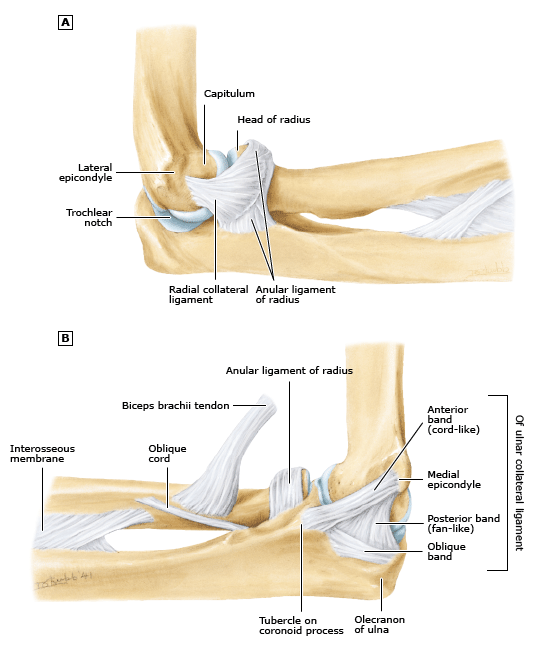 A
Capitulum
Head of radius
Lateral
epicondyle
Trochlear
notch
Radial collateral
ligament
Anular ligament
of radius
B
Anular ligament of radius
Biceps brachii tendon
Anterior
band
(cord-like)
Interosseous
membrane
Oblique
cord
Medial
epicondyle
Posterior band
(fan-like)
Oblique
band
Of ulnar collateral ligament
Tubercle on
coronoid process
Olecranon
of ulna